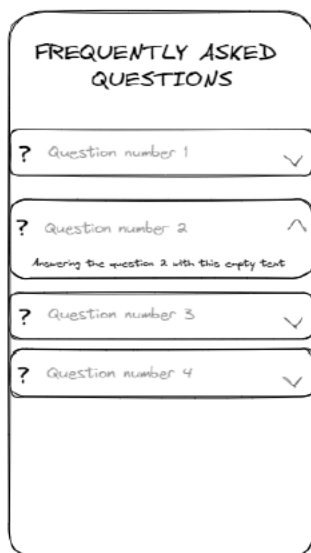 FREQUENTLY ASKED
QUESTIONS
? Question number 1
? Question number 2
Answering the question 2 with this empty text
? Question number 3
? Question number 4